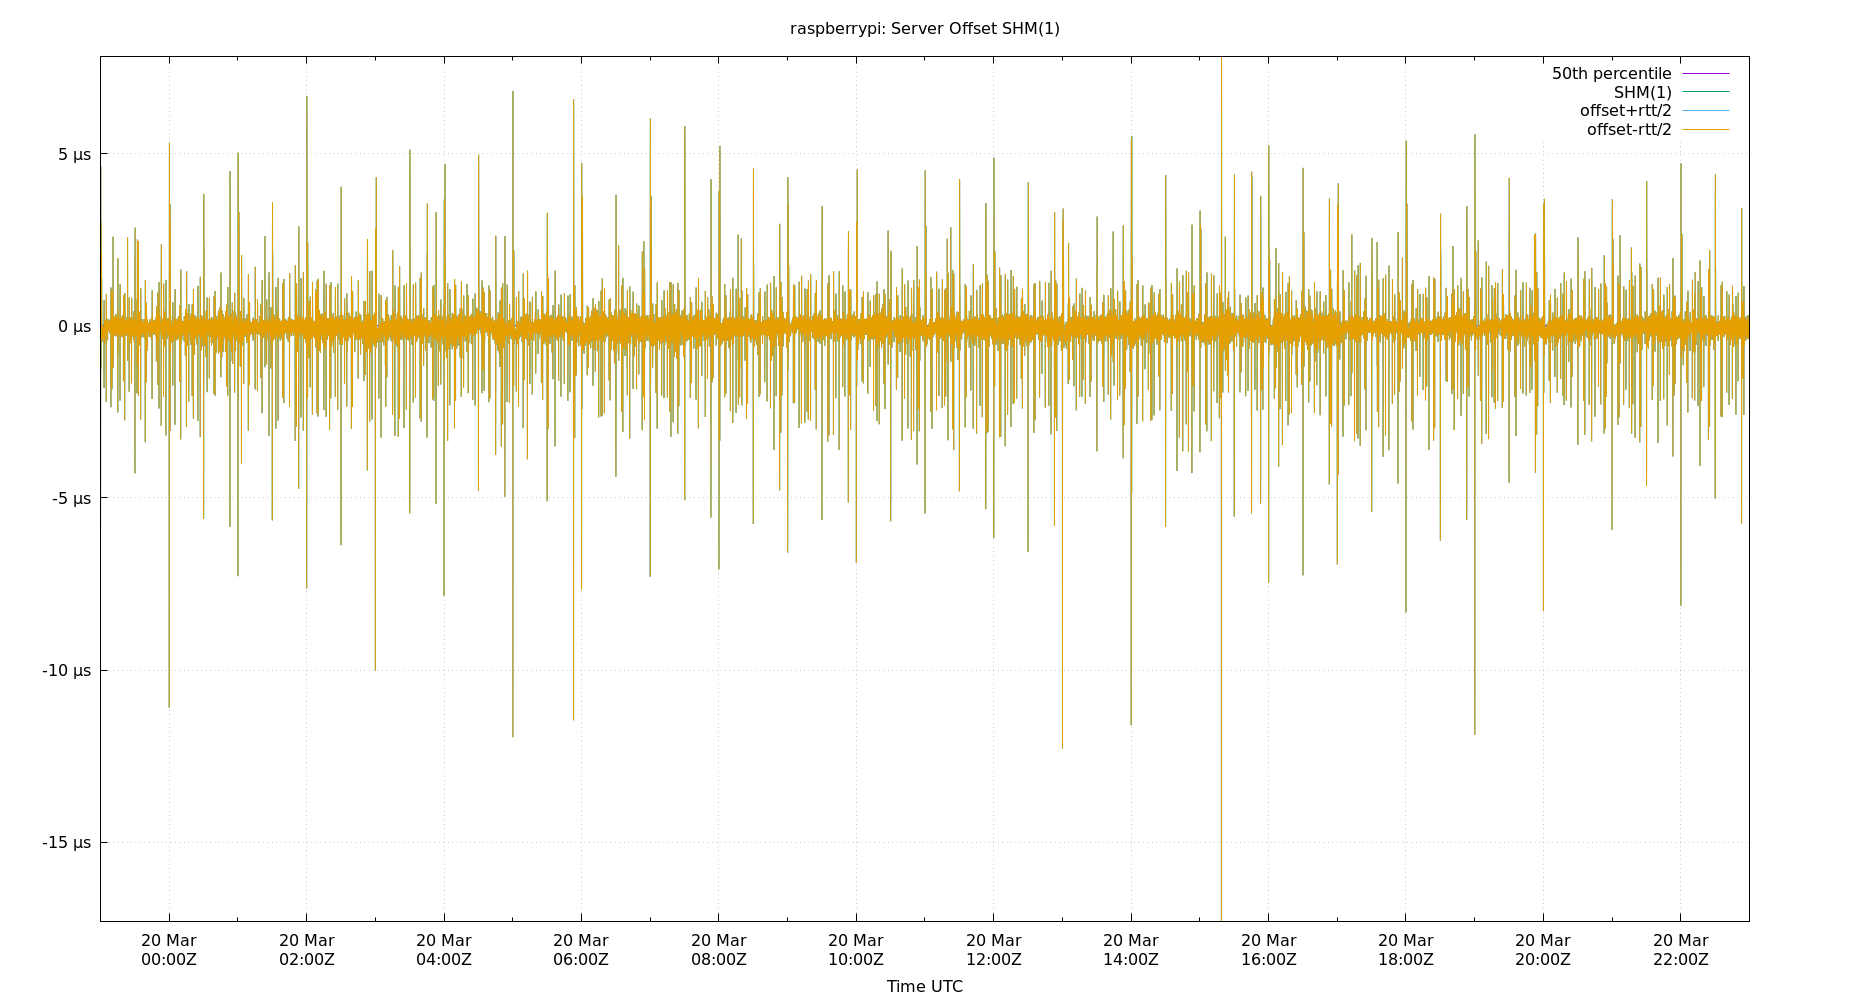 raspberrypi: Server Offset SHM(1)
50th percentile
SHM(1)
offset+rtt/2
offset-rtt/2
5 µs
0 µs
-5 µs
-10 µs
-15 µs
20 Mar 20 Mar 20 Mar 20 Mar 20 Mar 20 Mar 20 Mar 20 Mar 20 Mar 20 Mar 20 Mar 20 Mar
00:00Z 02:00Z 04:00Z 06:00Z 08:00Z 10:00Z 12:00Z 14:00Z 16:00Z 18:00Z 20:00Z 22:00Z
Time UTC